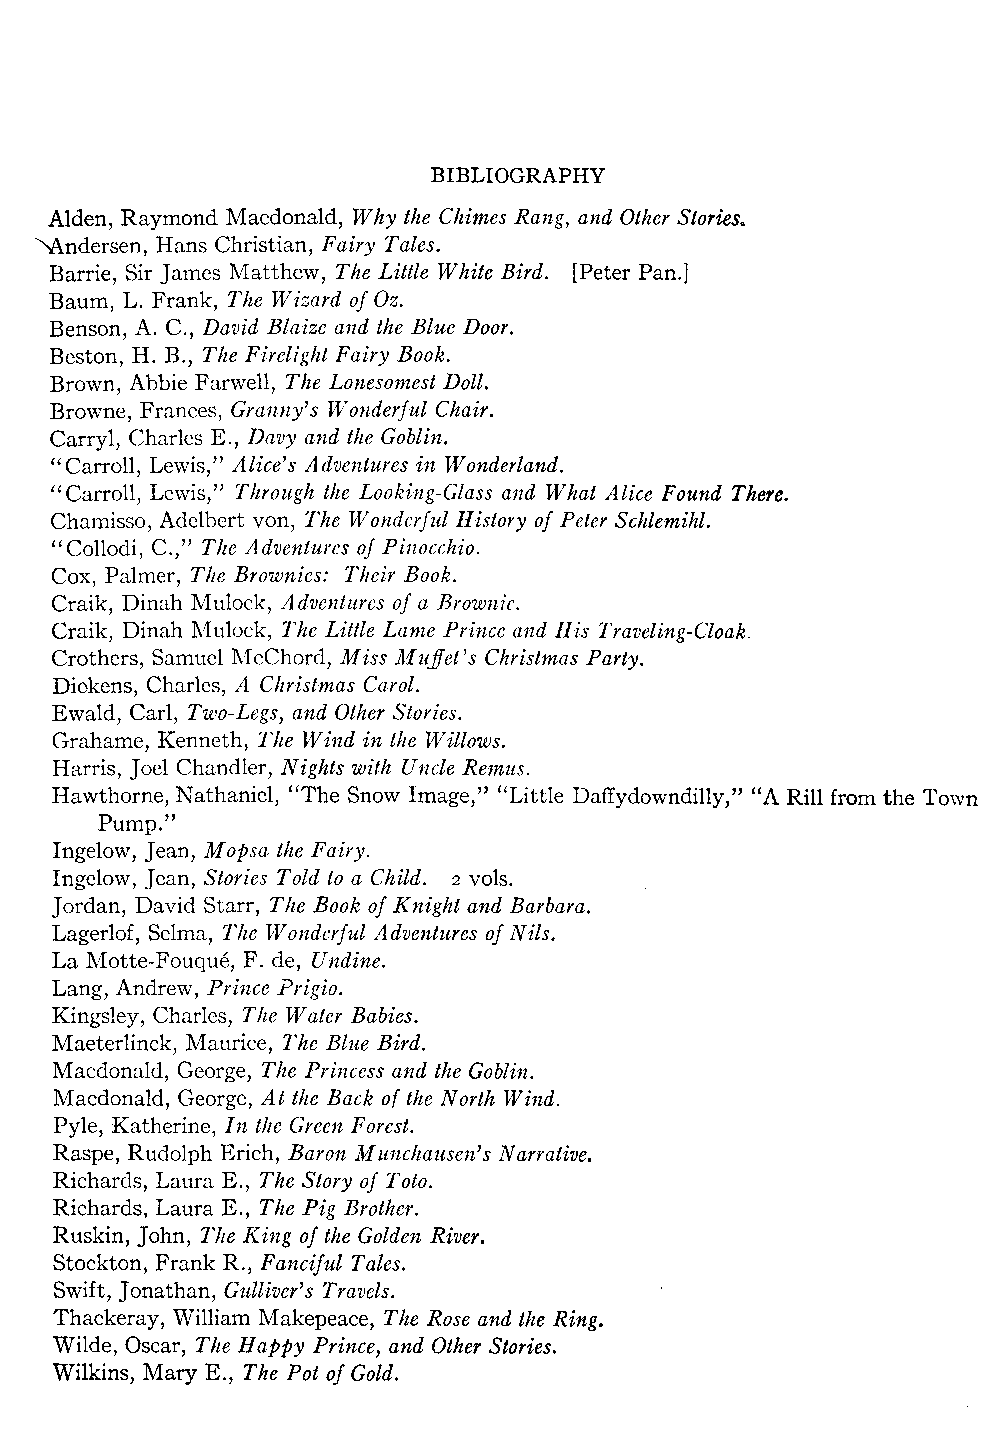 BIBLIOGRAPHY
Alden, Raymond Macdonald, Why the Chimes Rang, and Other Stories.
Andersen, Hans Christian, Fairy Tales.
Barrie, Sir James Matthew, The Little White Bird. [Peter Pan.]
Baum, L. Frank, The Wizard of Oz.
Benson, A. C., David Blaize and the Blue Door.
Beston, H. B., The Firelight Fairy Book.
Brown, Abbie Farwell, The Lonesomest Doll.
Browne, Frances, Granny's Wonderful Chair.
Carryl, Charles E., Davy and the Goblin.
"Carroll, Lewis," Alice's Adventures in Wonderland.
"Carroll, Lewis," Through the Looking-Glass and What Alice Found There.
Chamisso, Adelbert von, The Wonderful History of Peter Schlemihl.
"Collodi, C.," The Adventures of Pinocchio.
Cox, Palmer, The Brownies: Their Book.
Craik, Dinah Mulock, Adventures of a Brownie.
Craik, Dinah Mulock, The Little Lame Prince and His Traveling-Cloak.
Crothers, Samuel McChord, Miss Muffet's Christmas Party.
Dickens, Charles, A Christmas Carol.
Ewald, Carl, Two-Legs, and Other Stories.
Grahame, Kenneth, The Wind in the Willows.
Harris, Joel Chandler, Nights with Uncle Remus.
Hawthorne, Nathaniel, "The Snow Image," "Little Daffydowndilly," "A Rill from the Town
Pump."
Ingelow, Jean, Mopsa the Fairy.
Ingelow, Jean, Stories Told to a Child. 2 vols.
Jordan, David Starr, The Book of Knight and Barbara.
Lagerlof, Selma, The Wonderful Adventures of Nils.
La Motte-Fouqué, F. de, Undine.
Lang, Andrew, Prince Prigio.
Kingsley, Charles, The Water Babies.
Maeterlinck, Maurice, The Blue Bird.
Macdonald, George, The Princess and the Goblin.
Macdonald, George, At the Back of the North Wind.
Pyle, Katherine, In the Green Forest.
Raspe, Rudolph Erich, Baron Munchausen's Narrative.
Richards, Laura E., The Story of Toto.
Richards, Laura E., The Pig Brother.
Ruskin, John, The King of the Golden River.
Stockton, Frank R., Fanciful Tales.
Swift, Jonathan, Gulliver's Travels.
Thackeray, William Makepeace, The Rose and the Ring.
Wilde, Oscar, The Happy Prince, and Other Stories.
Wilkins, Mary E., The Pot of Gold.